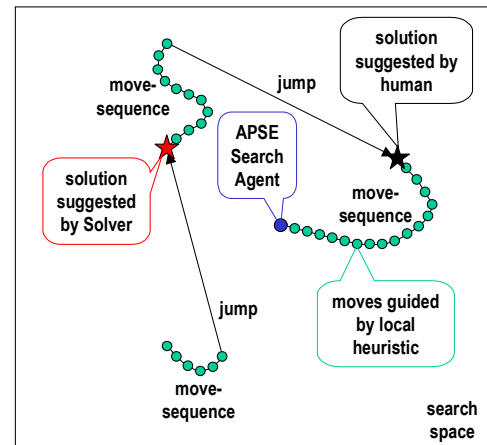 solution
suggested by
human
jump
move-
sequence
APSE
Search
Agent
solution
suggested
by Solver
move-
sequence
moves guided
by local
heuristic
jump
move-
sequence
search
space